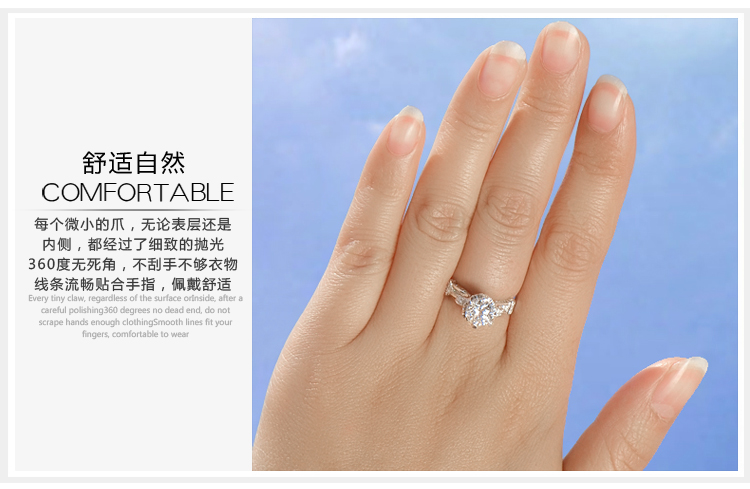 舒适自然
COMFORTABLE
每个微小的爪，无论表层还是
内侧，都经过了细致的抛光
360度无死角，不刮手不够衣物
线条流畅贴合手指，佩戴舒适
Every tiny claw, regardless of the surface orInside, after a
careful polishing360 degrees no dead end, do not
scrape hands enough clothingSmooth lines fit your
fingers, comfortable to wear